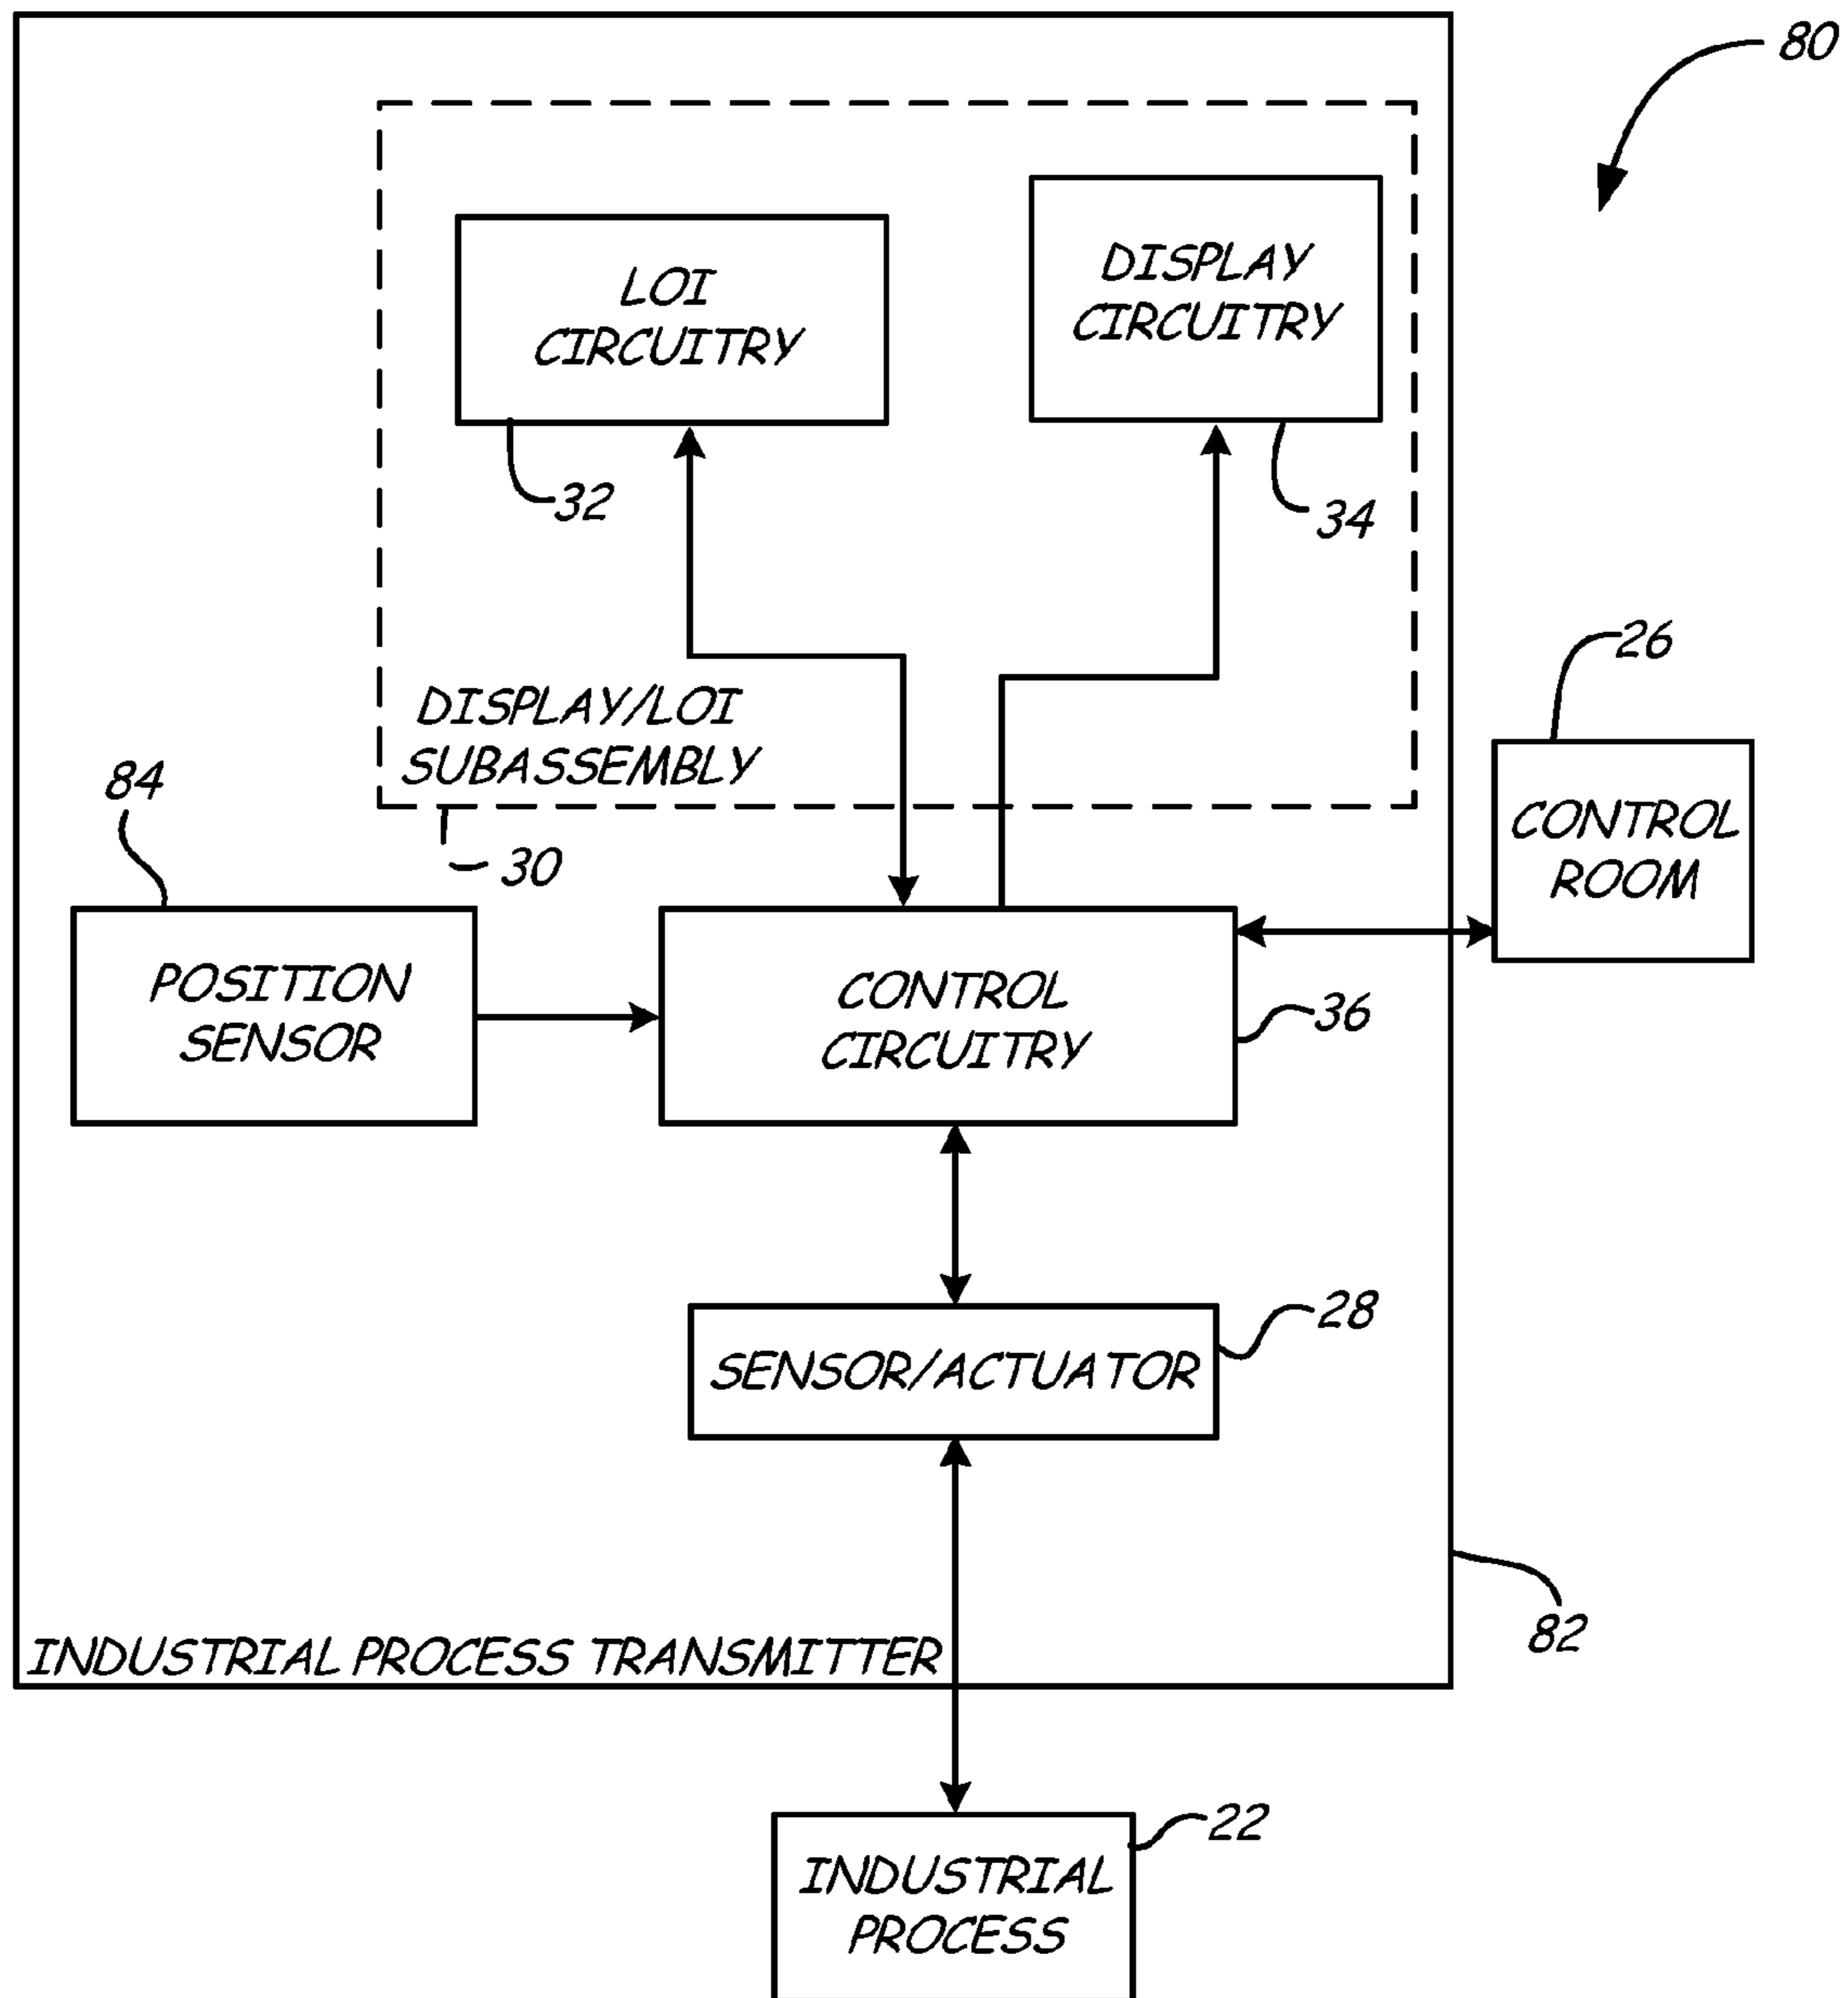 80
LOI
CIRCUITRY
DISPLAY
CIRCUITRY
32
34
26
DISPLAY/LOI
SUBASSEMBLY
84
30
CONTROL
ROOM
POSITION
SENSOR
CONTROL
CIRCUITRY
36
28
SENSOR/ACTUATOR
82
INDUSTRIAL PROCESS TRANSMITTER
22
INDUSTRIAL
PROCESS